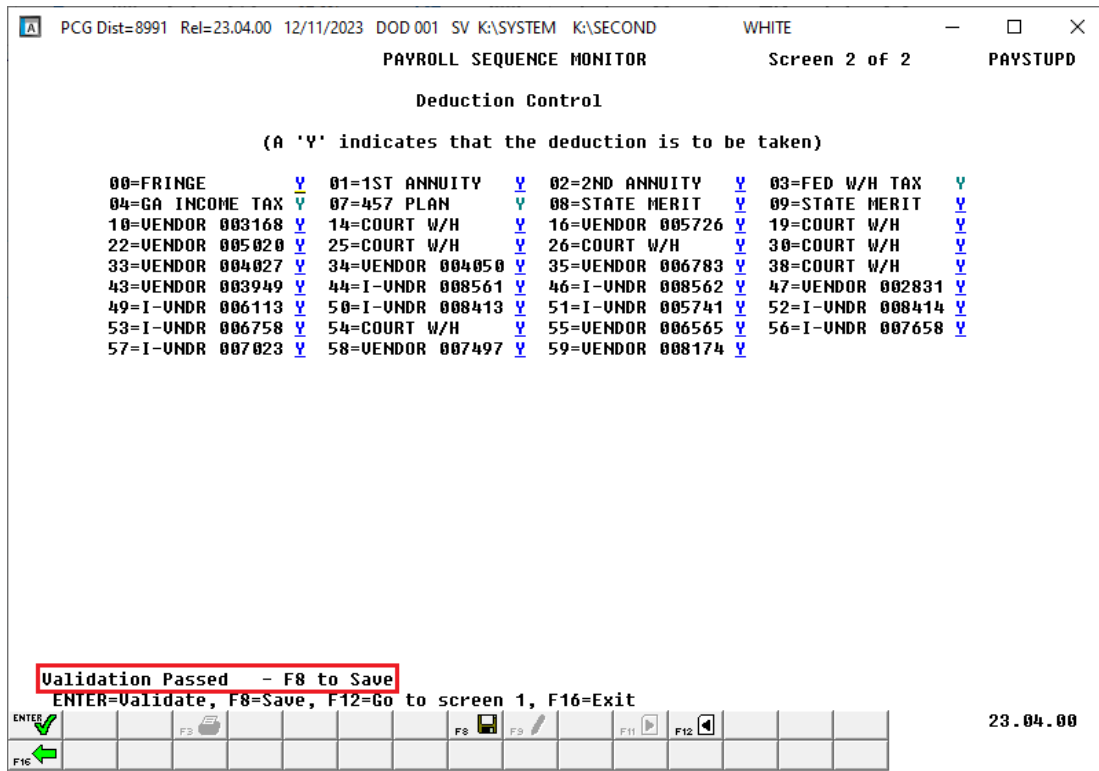 PCG Dist=8991 Rel=23.04.00 12/11/2023 DOD 001 SV K:\SYSTEM K:\SECOND WHITE
PAYROLL SEQUENCE MONITOR Screen 2 of 2 PAYSTUPD
Deduction Control
(A 'Y' indicates that the deduction is to be taken)
00=FRINGE Y 01=1ST ANNUITY Y 02=2ND ANNUITY Y 03=FED W/H TAX Y
04=GA INCOME TAX Y 07=457 PLAN Y 08=STATE MERIT Y 09=STATE MERIT Y
10=VENDOR 003168 Y 14=COURT W/H Y 16=VENDOR 005726 Y 19=COURT W/H Y
22=VENDOR 005020 Y 25=COURT W/H Y 26=COURT W/H Y 30=COURT W/H Y
33=VENDOR 004027 Y 34=VENDOR 004050 Y 35=VENDOR 006783 Y 38=COURT W/H Y
43=VENDOR 003949 Y 44=I-VNDR 008561 Y 46=I-VNDR 008562 Y 47=VENDOR 002831 Y
49=I-VNDR 006113 Y 50=I-VNDR 008413 Y 51=I-VNDR 005741 Y 52=I-VNDR 008414 Y
53=I-VNDR 006758 Y 54=COURT W/H Y 55=VENDOR 006565 Y 56=I-VNDR 007658 Y
57=I-VNDR 007023 Y 58=VENDOR 007497 Y 59=VENDOR 008174 Y
Validation Passed - F8 to Save
ENTER=Validate, F8=Save, F12=Go to screen 1, F16=Exit
ENTER F3 F8 F9 F11 F12 23.04.00
F16